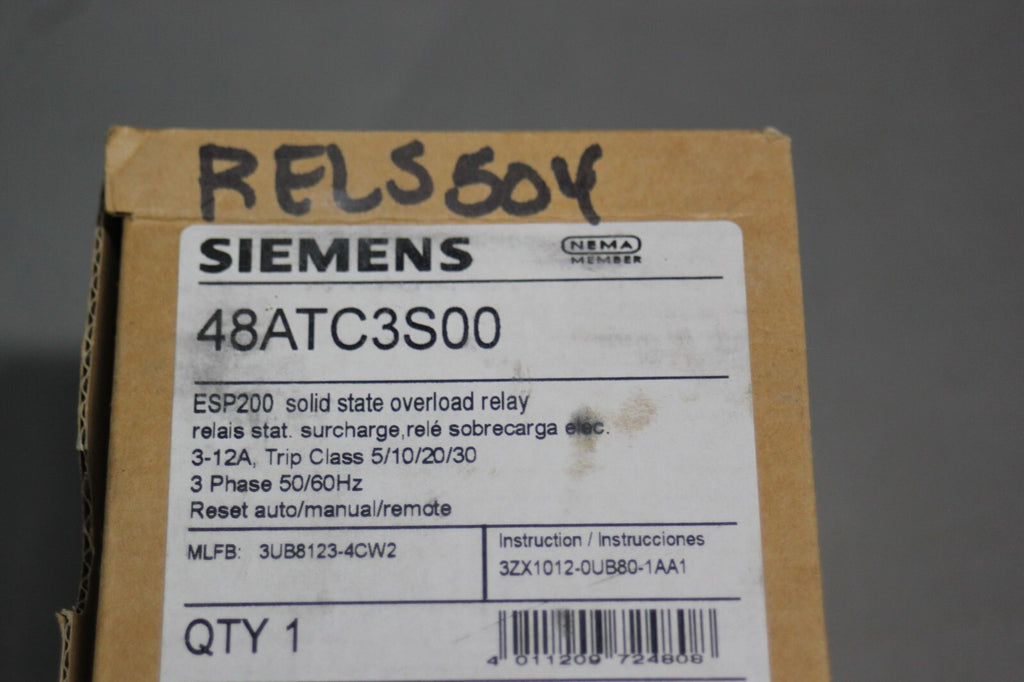 RELS504
SIEMENS
NEMA
MEMBER
48ATC3S00
ESP200 solid state overload relay
relais stat. surcharge,relé sobrecarga elec.
3-12A, Trip Class 5/10/20/30
3 Phase 50/60Hz
Reset auto/manual/remote
MLFB: 3UB8123-4CW2
Instruction / Instrucciones
3ZX1012-0UB80-1AA1
QTY 1
4 011209 724808